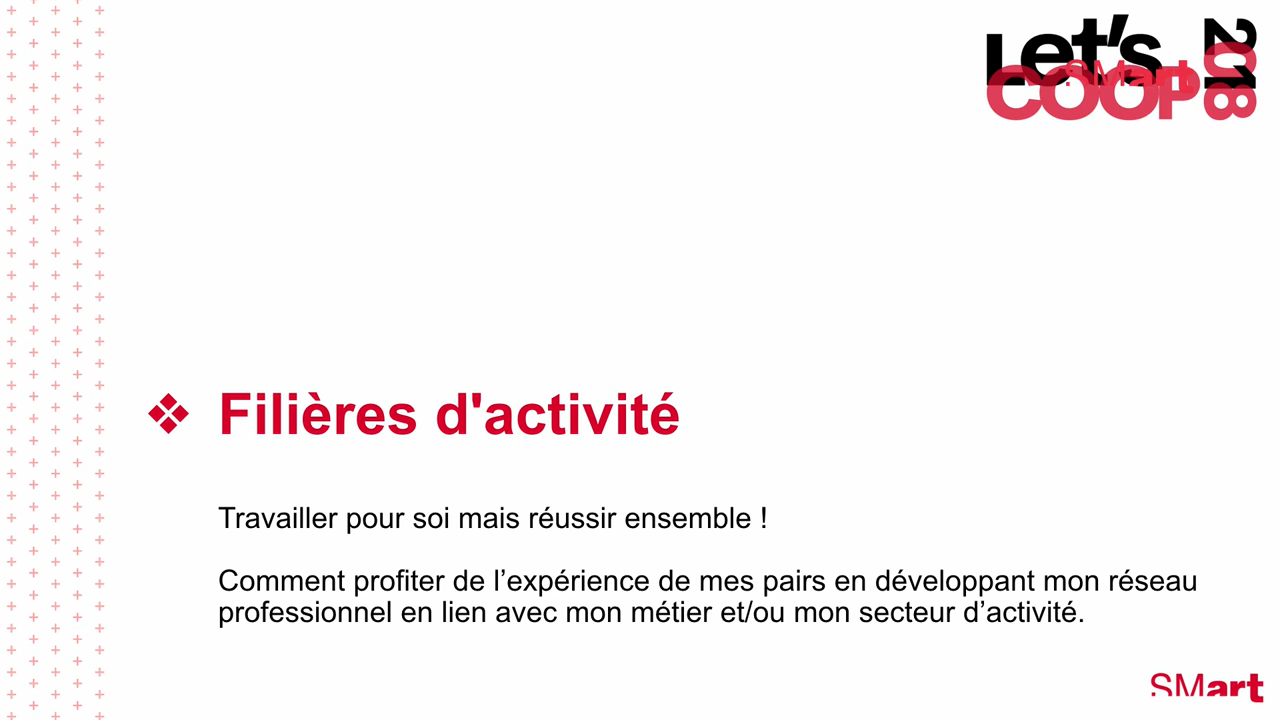 Let's
SMart
COOP
2018
❖ Filières d'activité
Travailler pour soi mais réussir ensemble !
Comment profiter de l’expérience de mes pairs en développant mon réseau
professionnel en lien avec mon métier et/ou mon secteur d’activité.
SMart